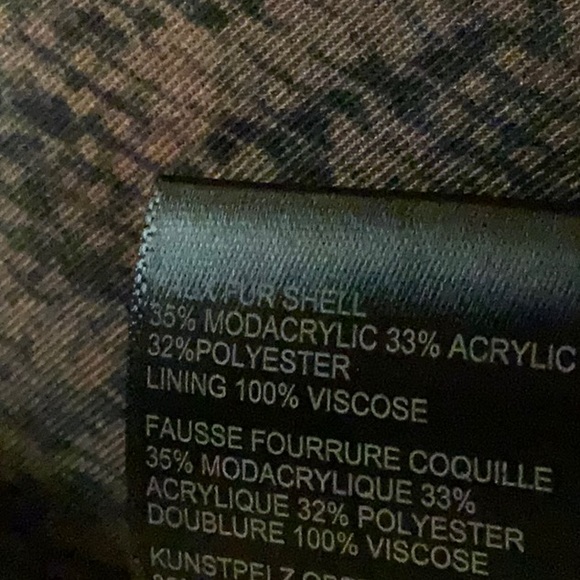 FUR SHELL
35% MODACRYLIC 33% ACRYLIC
32%POLYESTER
LINING 100% VISCOSE
FAUSSE FOURRURE COQUILLE
35% MODACRYLIQUE 33%
ACRYLIQUE 32% POLYESTER
DOUBLURE 100% VISCOSE
KUNSTPELZ